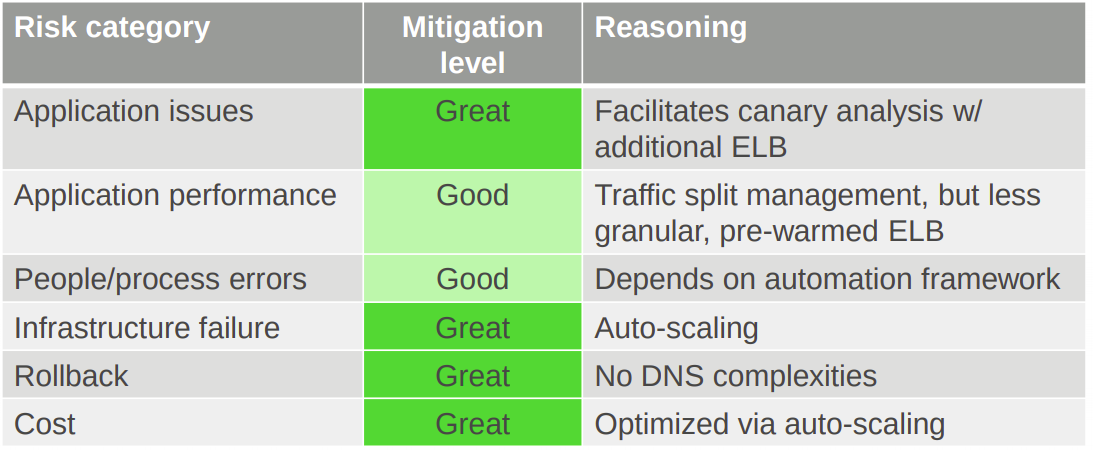 Risk category Mitigation level Reasoning
Application issues Great Facilitates canary analysis w/
additional ELB
Application performance Good Traffic split management, but less
granular, pre-warmed ELB
People/process errors Good Depends on automation framework
Infrastructure failure Great Auto-scaling
Rollback Great No DNS complexities
Cost Great Optimized via auto-scaling